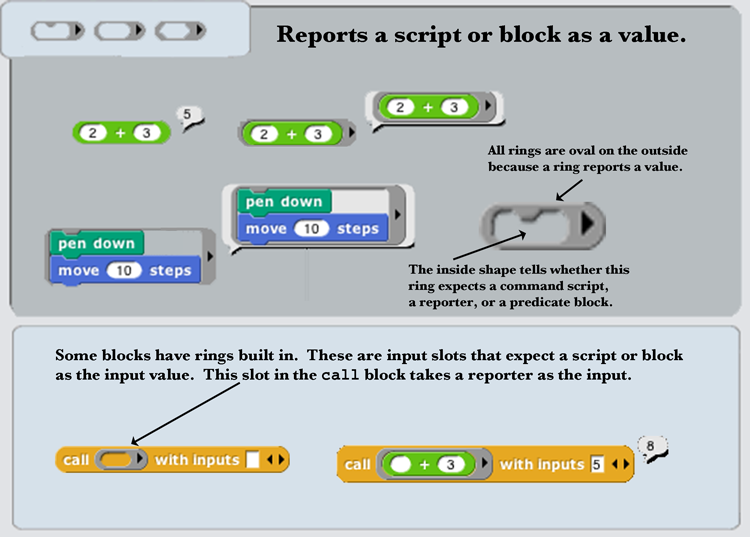 Reports a script or block as a value.
2 + 3
5
2 + 3
2 + 3
All rings are oval on the outside
because a ring reports a value.
pen down
move 10 steps
pen down
move 10 steps
The inside shape tells whether this
ring expects a command script,
a reporter, or a predicate block.
Some blocks have rings built in. These are input slots that expect a script or block
as the input value. This slot in the call block takes a reporter as the input.
call with inputs
call + 3 with inputs 5
8